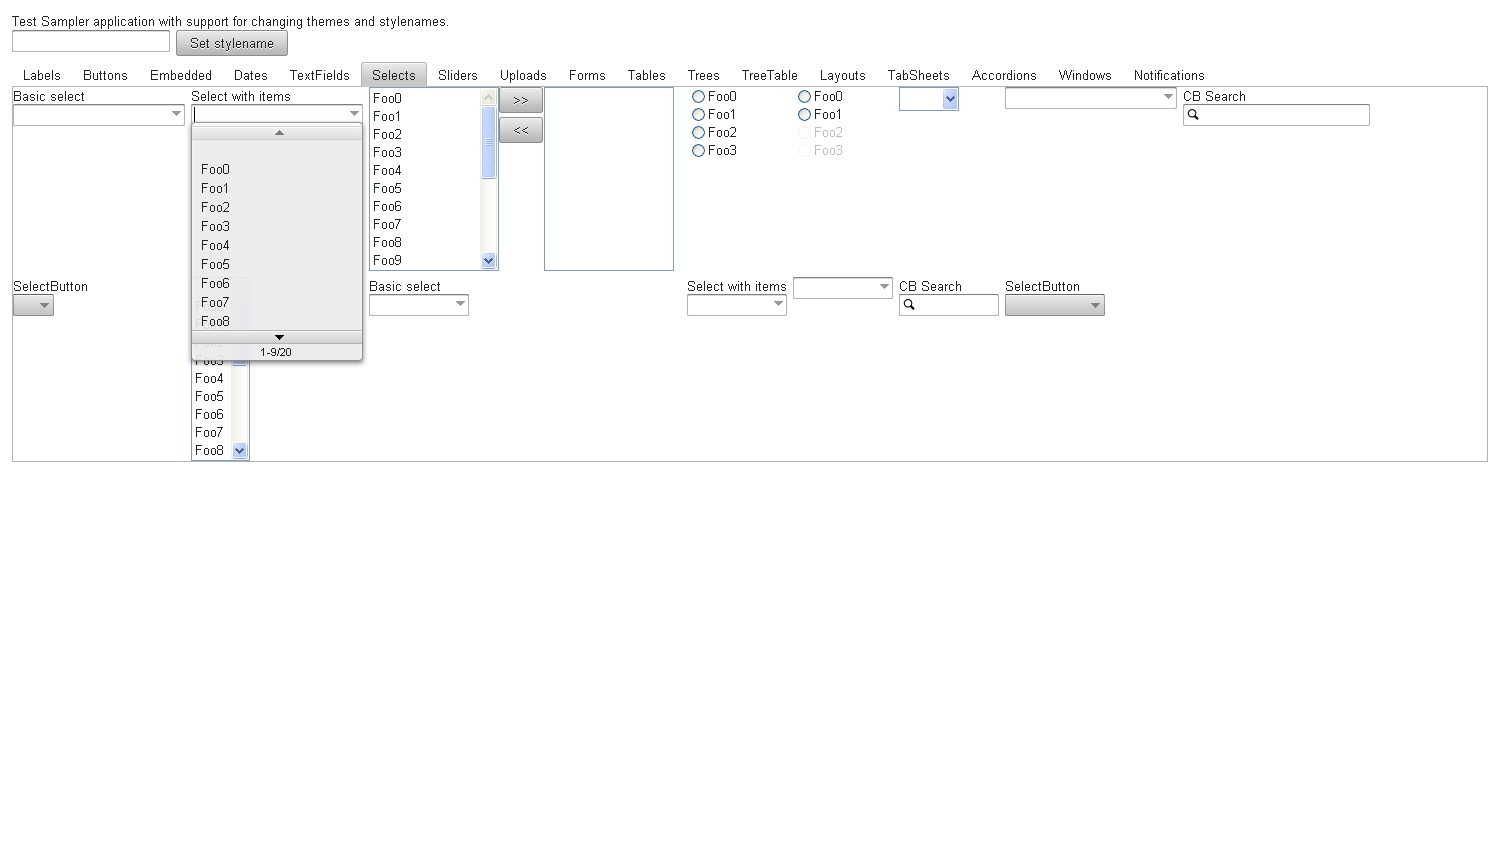 Test Sampler application with support for changing themes and stylenames.
Set stylename
Labels Buttons Embedded Dates TextFields Selects Sliders Uploads Forms Tables Trees TreeTable Layouts TabSheets Accordions Windows Notifications
Basic select
Select with items
Foo0
Foo1
Foo2
Foo3
Foo4
Foo5
Foo6
Foo7
Foo8
1-9/20
Foo0
Foo1
Foo2
Foo3
Foo4
Foo5
Foo6
Foo7
Foo8
Foo9
>>
<<
Foo0
Foo1
Foo2
Foo3
Foo0
Foo1
Foo2
Foo3
CB Search
SelectButton
Foo3
Foo4
Foo5
Foo6
Foo7
Foo8
Basic select
Select with items
CB Search
SelectButton